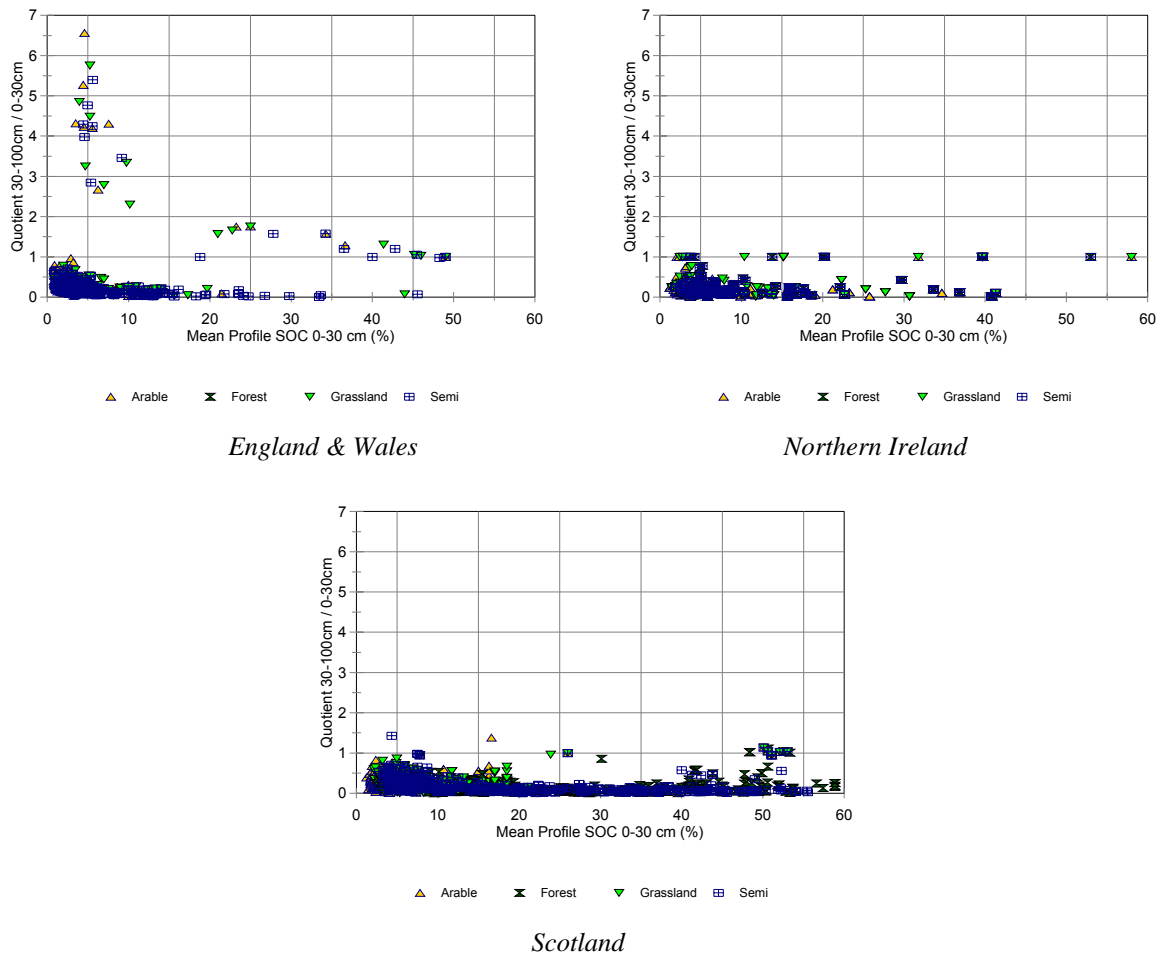 Quotient 30-100cm / 0-30cm
7
6
5
4
3
2
1
0
0 10 20 30 40 50 60
Mean Profile SOC 0-30 cm (%)
Arable Forest Grassland Semi
England & Wales
Quotient 30-100cm / 0-30cm
7
6
5
4
3
2
1
0
0 10 20 30 40 50 60
Mean Profile SOC 0-30 cm (%)
Arable Forest Grassland Semi
Northern Ireland
Quotient 30-100cm / 0-30cm
7
6
5
4
3
2
1
0
0 10 20 30 40 50 60
Mean Profile SOC 0-30 cm (%)
Arable Forest Grassland Semi
Scotland